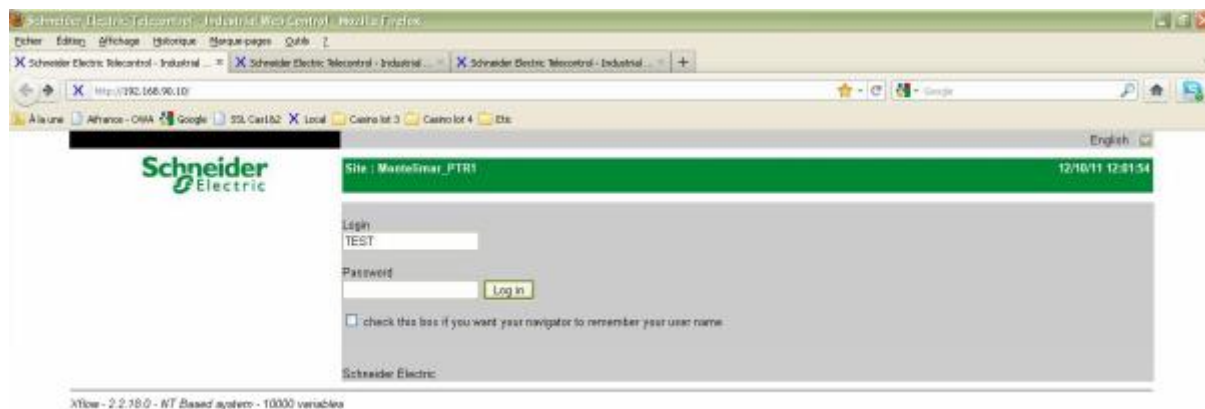 Schneider Electric Telecontrol - Industrial Web Control - Mozilla Firefox
Fichier Édition Affichage Historique Marque-pages Outils ?
Schneider Electric Telecontrol - Industrial ... Schneider Electric Telecontrol - Industrial ... Schneider Electric Telecontrol - Industrial ... +
http://192.168.90.10/ Google
À la une Google SSL Local Casino lot 3 Casino lot 4
English
Schneider Electric
Site : Montelimar_PTR1 12/10/11 12:01:54
Login
TEST
Password
Log in
check this box if you want your navigator to remember your user name
Schneider Electric
Xflow - 2.2.18.0 - NT Based system - 10000 variables